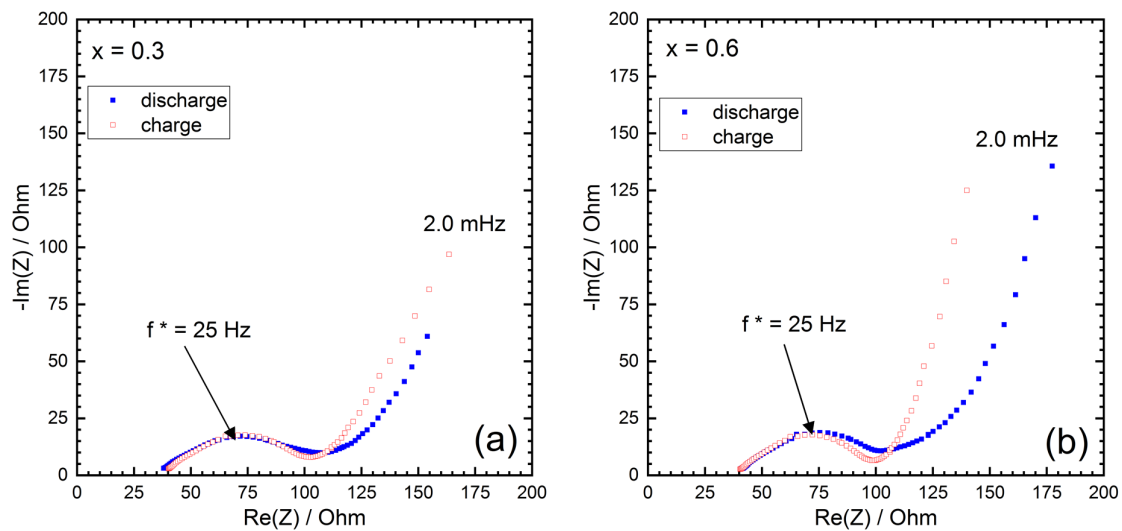 x = 0.3
discharge
charge
2.0 mHz
f * = 25 Hz
(a)
-Im(Z) / Ohm
200
175
150
125
100
75
50
25
0
0 25 50 75 100 125 150 175 200
Re(Z) / Ohm
x = 0.6
discharge
charge
2.0 mHz
f * = 25 Hz
(b)
-Im(Z) / Ohm
200
175
150
125
100
75
50
25
0
0 25 50 75 100 125 150 175 200
Re(Z) / Ohm